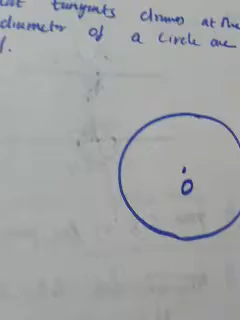 tangents drawn at the
diameter of a circle are
O